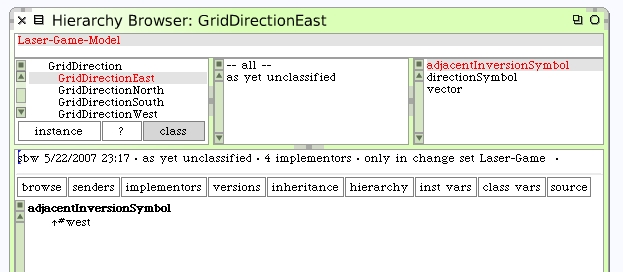 Hierarchy Browser: GridDirectionEast
Laser-Game-Model
GridDirection
GridDirectionEast
GridDirectionNorth
GridDirectionSouth
GridDirectionWest
instance ? class
-- all --
as yet unclassified
adjacentInversionSymbol
directionSymbol
vector
sbw 5/22/2007 23:17 · as yet unclassified · 4 implementors · only in change set Laser-Game ·
browse senders implementors versions inheritance hierarchy inst vars class vars source
adjacentInversionSymbol
↑#west